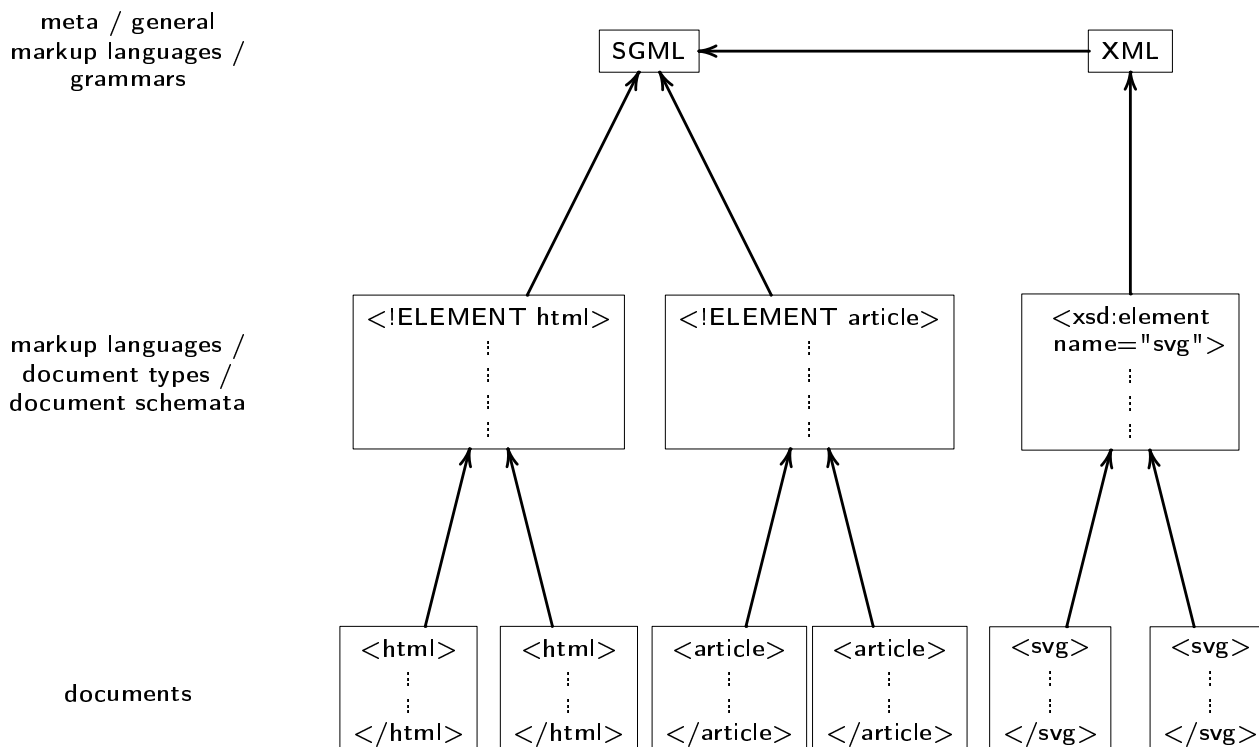 meta / general
markup languages /
grammars
SGML
XML
markup languages /
document types /
document schemata
<!ELEMENT html>
<!ELEMENT article>
<xsd:element
name="svg">
documents
<html>
</html>
<html>
</html>
<article>
</article>
<article>
</article>
<svg>
</svg>
<svg>
</svg>